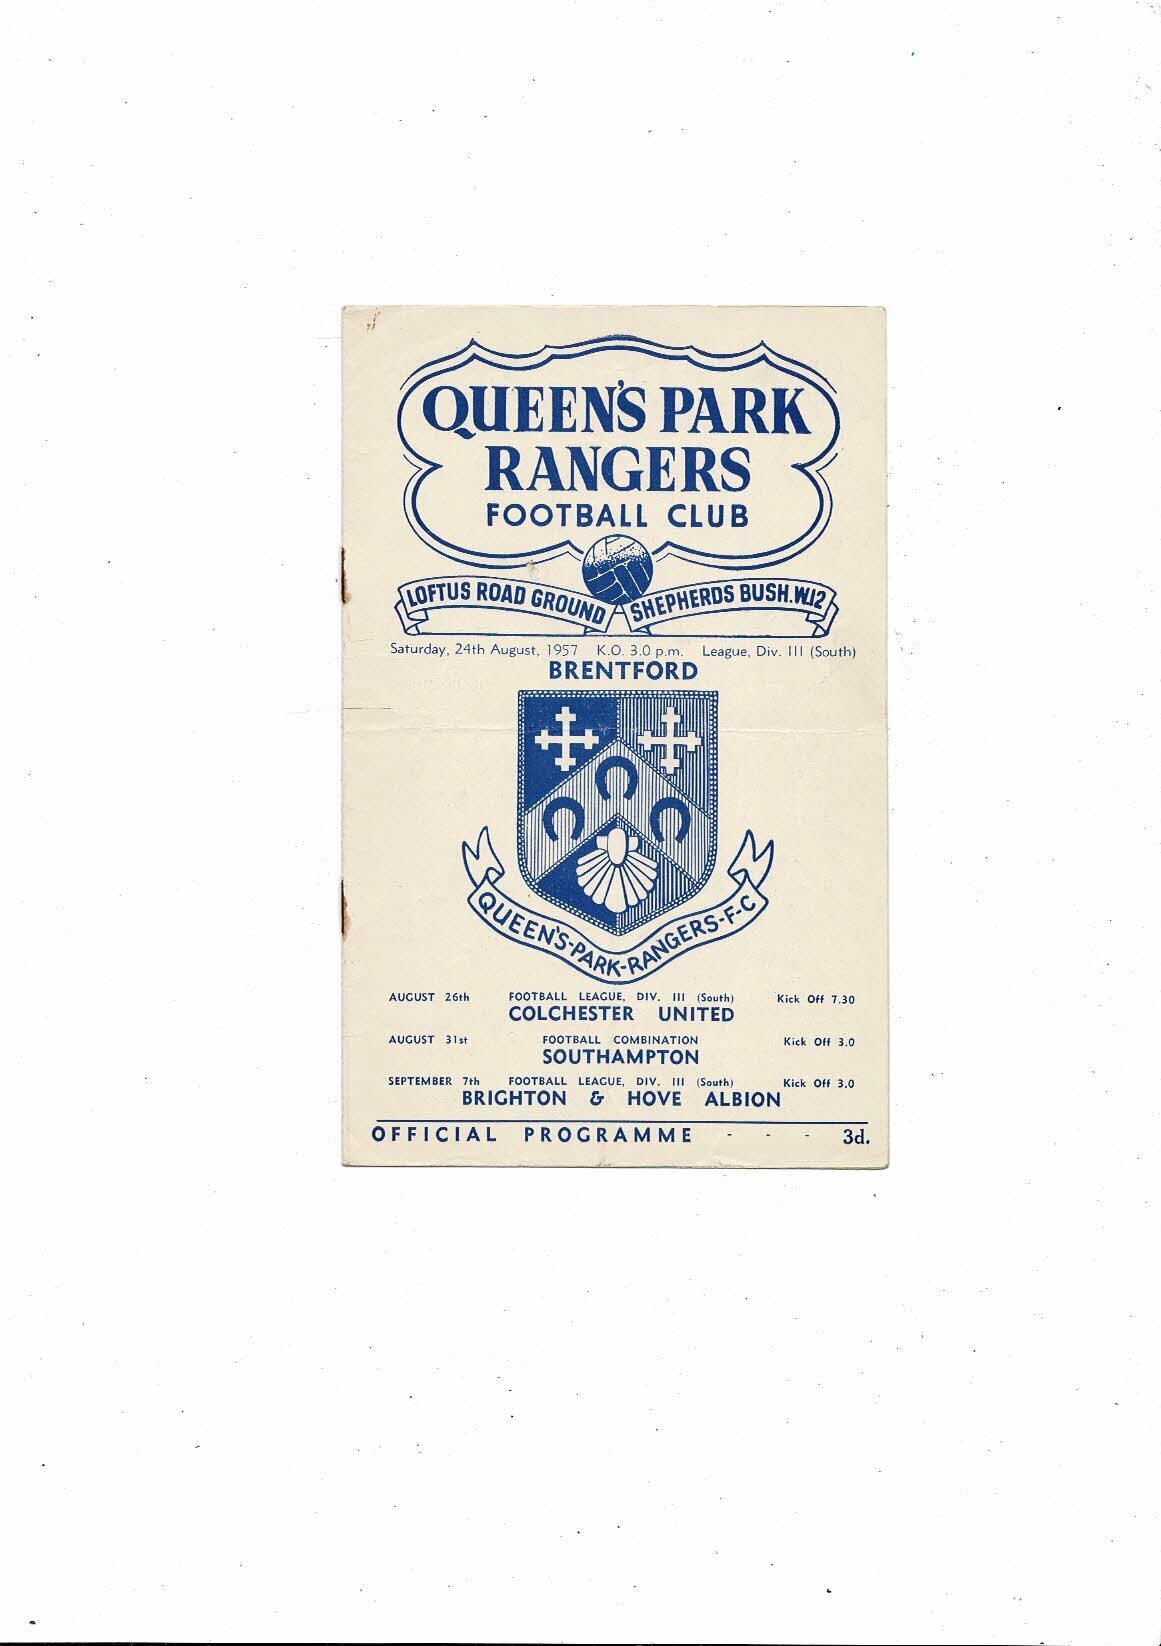 QUEEN'S PARK
RANGERS
FOOTBALL CLUB
LOFTUS ROAD GROUND SHEPHERDS BUSH.W.12
Saturday, 24th August, 1957 K.O. 3.0 p.m. League, Div. III (South)
BRENTFORD
QUEEN'S-PARK-RANGERS-F-C
AUGUST 26th FOOTBALL LEAGUE, DIV. III (South) Kick Off 7.30
COLCHESTER UNITED
AUGUST 31st FOOTBALL COMBINATION Kick Off 3.0
SOUTHAMPTON
SEPTEMBER 7th FOOTBALL LEAGUE, DIV. III (South) Kick Off 3.0
BRIGHTON & HOVE ALBION
OFFICIAL PROGRAMME - - - 3d.